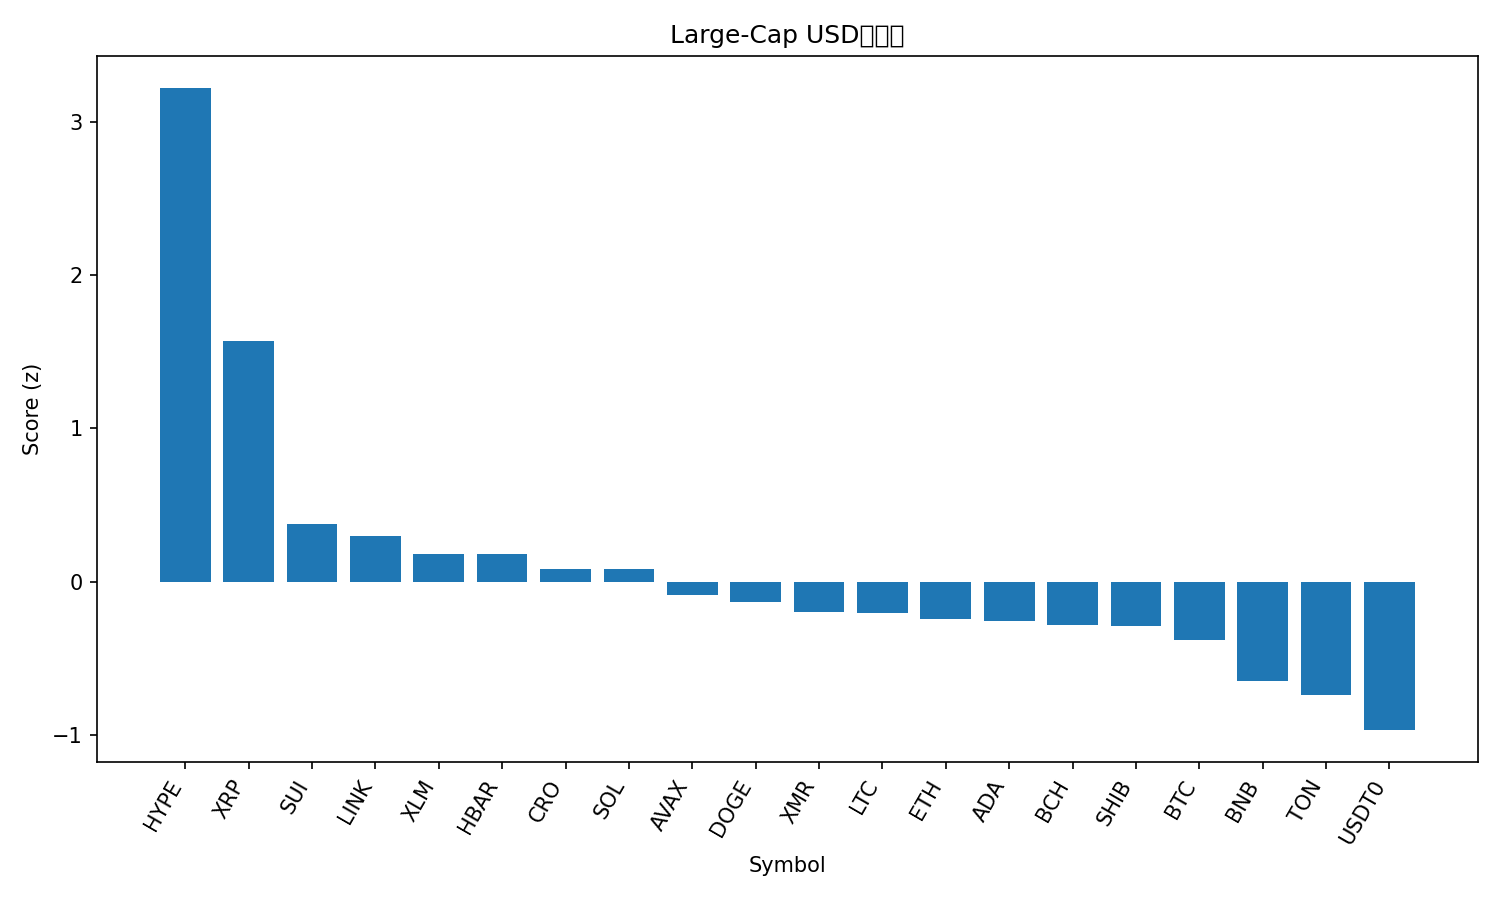 Large-Cap USD
Score (z)
3
2
1
0
−1
HYPE
XRP
SUI
LINK
XLM
HBAR
CRO
SOL
AVAX
DOGE
XMR
LTC
ETH
ADA
BCH
SHIB
BTC
BNB
TON
USDT0
Symbol